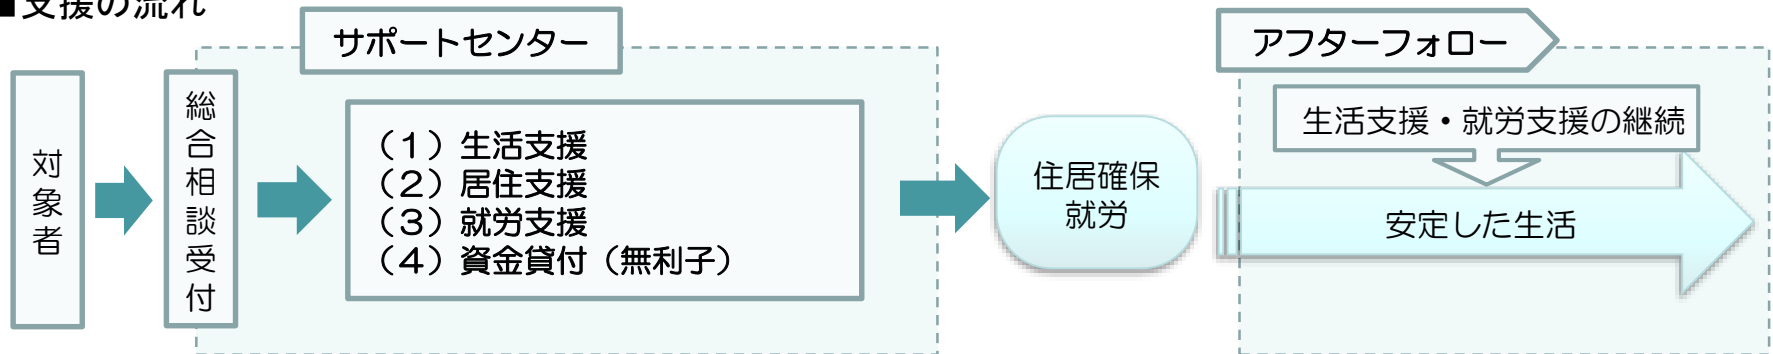 ■支援の流れ
サポートセンター
アフターフォロー
対象者
総合相談受付
（１）生活支援
（２）居住支援
（３）就労支援
（４）資金貸付（無利子）
住居確保
就労
生活支援・就労支援の継続
安定した生活